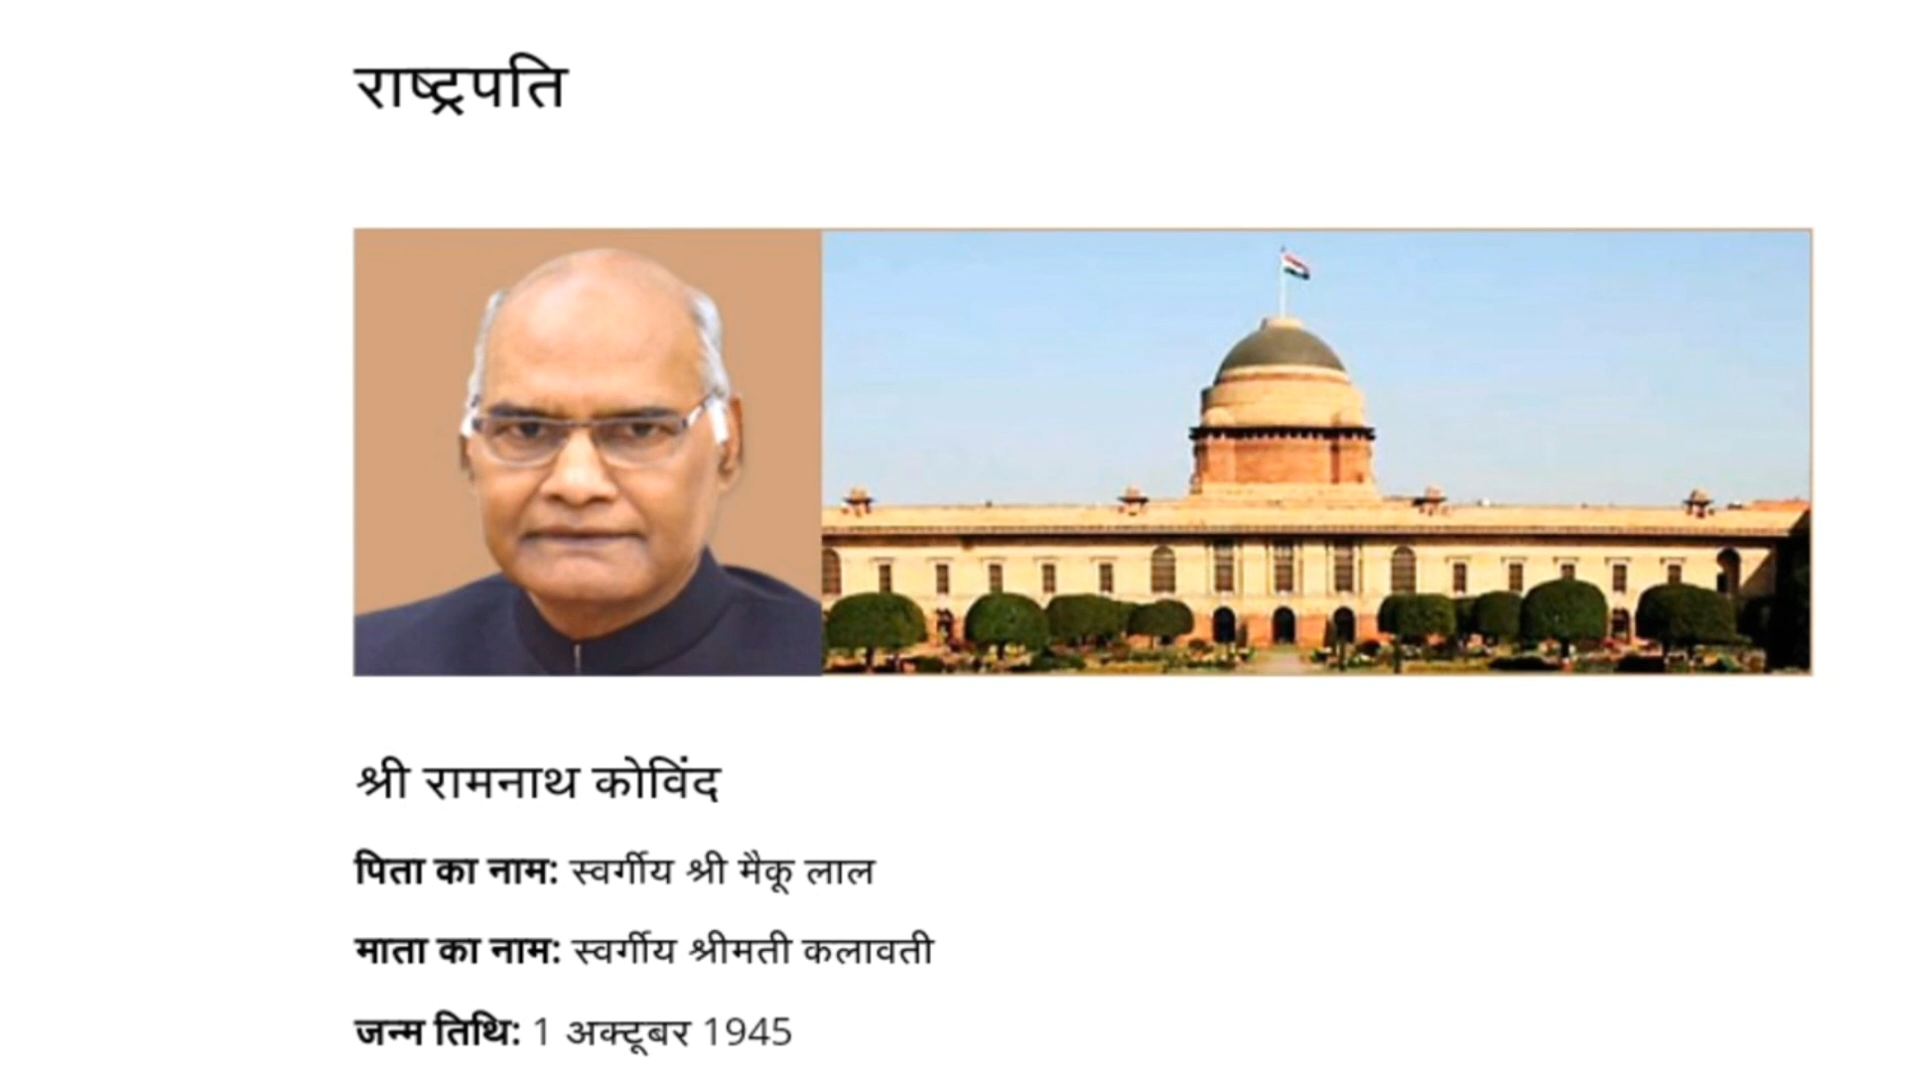 राष्ट्रपति
श्री रामनाथ कोविंद
पिता का नाम: स्वर्गीय श्री मैकू लाल
माता का नाम: स्वर्गीय श्रीमती कलावती
जन्म तिथि: 1 अक्टूबर 1945